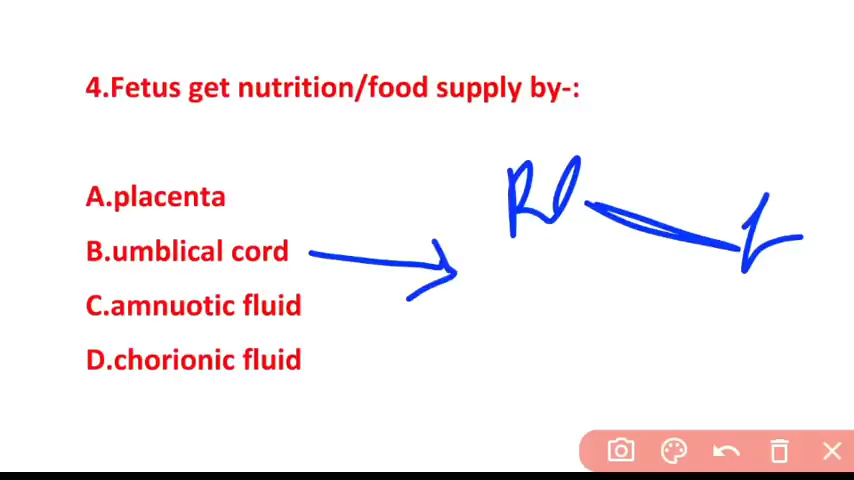 4.Fetus get nutrition/food supply by-:
A.placenta
B.umblical cord
C.amnuotic fluid
D.chorionic fluid